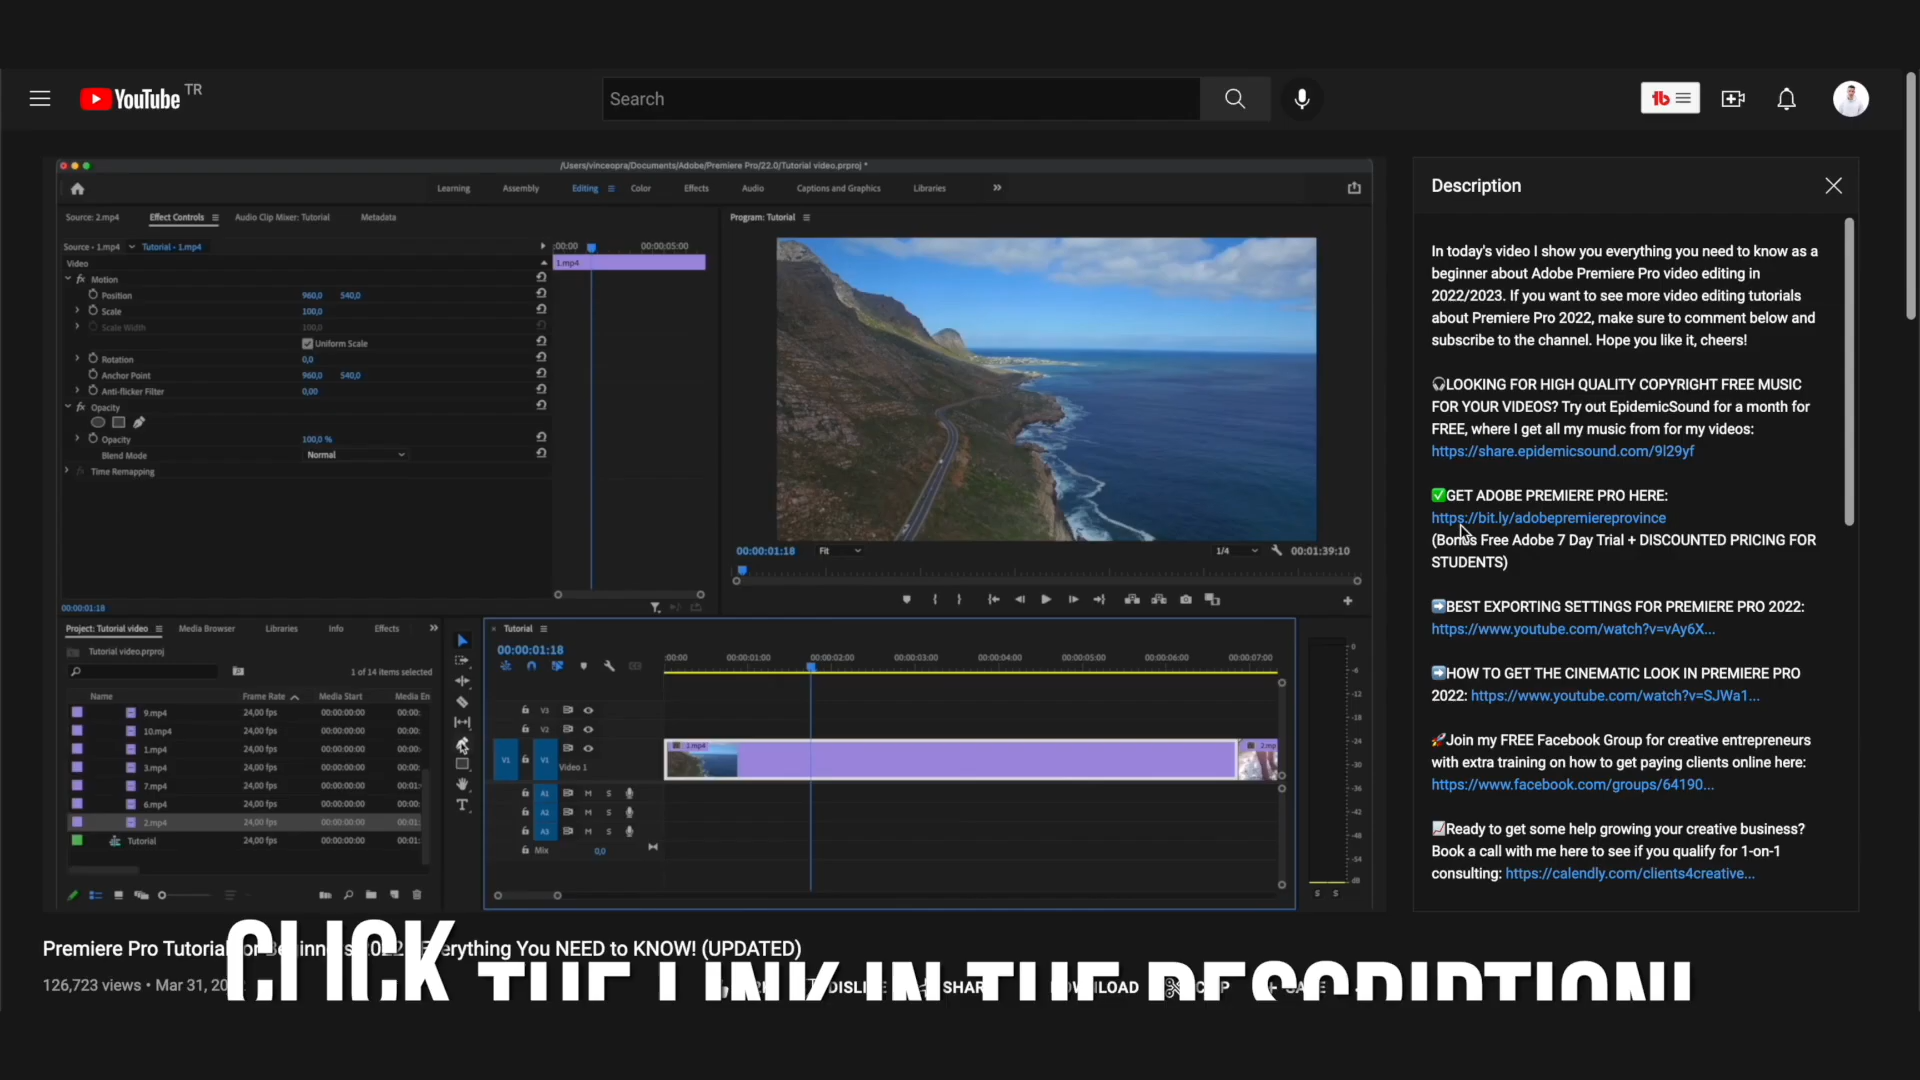 YouTube TR
Search
/Users/vinceopra/Documents/Adobe/Premiere Pro/22.0/Tutorial video.prproj *
Learning Assembly Editing Color Effects Audio Captions and Graphics Libraries
Source: 2.mp4 Effect Controls Audio Clip Mixer: Tutorial Metadata
Program: Tutorial
Source • 1.mp4 Tutorial • 1.mp4
:00:00 00:00:05:00
Video
1.mp4
fx Motion
Position 960,0 540,0
Scale 100,0
Scale Width 100,0
Uniform Scale
Rotation 0,0
Anchor Point 960,0 540,0
Anti-flicker Filter 0,00
fx Opacity
Opacity 100,0 %
Blend Mode Normal
Time Remapping
00:00:01:18
00:00:01:18 Fit 1/4 00:01:39:10
Project: Tutorial video Media Browser Libraries Info Effects
Tutorial video.prproj
1 of 14 items selected
Name Frame Rate Media Start Media En
9.mp4 24,00 fps 00:00:00:00 00:00:
10.mp4 24,00 fps 00:00:00:00 00:00:
1.mp4 24,00 fps 00:00:00:00 00:00:
3.mp4 24,00 fps 00:00:00:00 00:00:
7.mp4 24,00 fps 00:00:00:00 00:01:
6.mp4 24,00 fps 00:00:00:00 00:00:
2.mp4 24,00 fps 00:00:00:00 00:01:
Tutorial 24,00 fps 00:00:00:00 00:00:
× Tutorial
00:00:01:18
:00:00 00:00:01:00 00:00:02:00 00:00:03:00 00:00:04:00 00:00:05:00 00:00:06:00 00:00:07:00
V3
V2
V1 V1 Video 1
1.mp4 2.mp
A1 M S
A2 M S
A3 M S
Mix 0,0
0
-6
-12
-18
-24
-30
-36
-42
-48
-54
dB
S S
Description
In today's video I show you everything you need to know as a
beginner about Adobe Premiere Pro video editing in
2022/2023. If you want to see more video editing tutorials
about Premiere Pro 2022, make sure to comment below and
subscribe to the channel. Hope you like it, cheers!
🎧LOOKING FOR HIGH QUALITY COPYRIGHT FREE MUSIC
FOR YOUR VIDEOS? Try out EpidemicSound for a month for
FREE, where I get all my music from for my videos:
https://share.epidemicsound.com/9l29yf
✅GET ADOBE PREMIERE PRO HERE:
https://bit.ly/adobepremiereprovince
(Bonus Free Adobe 7 Day Trial + DISCOUNTED PRICING FOR
STUDENTS)
➡️BEST EXPORTING SETTINGS FOR PREMIERE PRO 2022:
https://www.youtube.com/watch?v=vAy6X...
➡️HOW TO GET THE CINEMATIC LOOK IN PREMIERE PRO
2022: https://www.youtube.com/watch?v=SJWa1...
🚀Join my FREE Facebook Group for creative entrepreneurs
with extra training on how to get paying clients online here:
https://www.facebook.com/groups/64190...
📈Ready to get some help growing your creative business?
Book a call with me here to see if you qualify for 1-on-1
consulting: https://calendly.com/clients4creative...
Premiere Pro Tutorial for Beginners 2022 - Everything You NEED to KNOW! (UPDATED)
126,723 views • Mar 31,
DISLIKE SHARE DOWNLOAD CLIP SAVE
CLICK THE LINK IN THE DESCRIPTION!